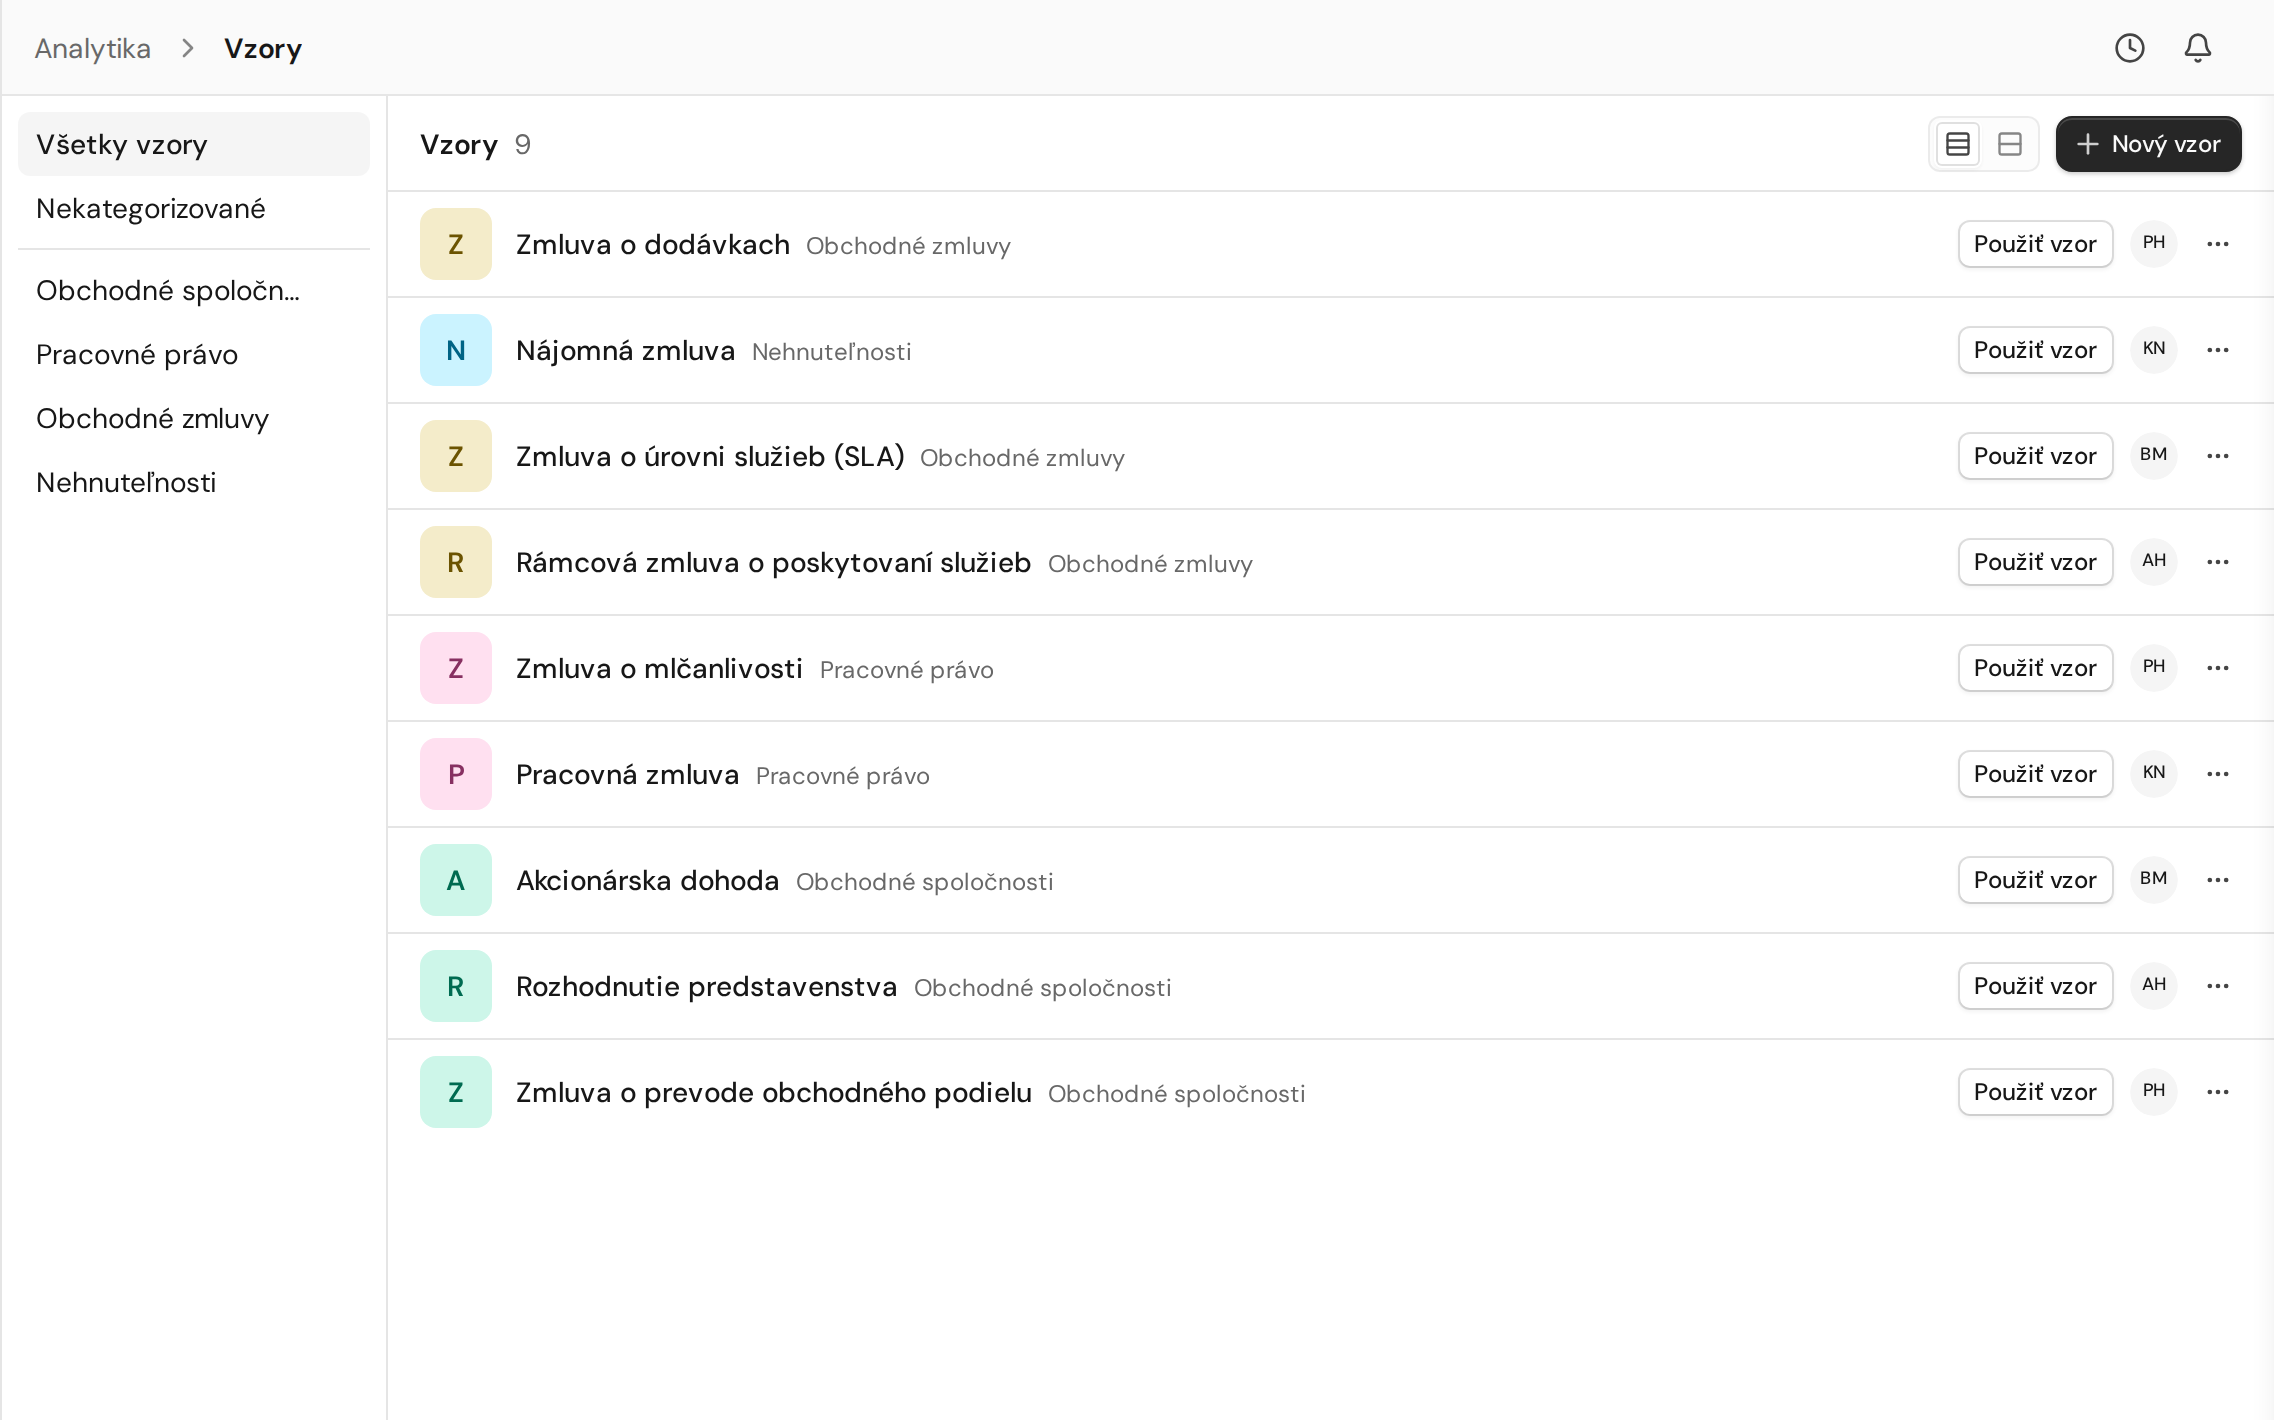 Analytika > Vzory
Všetky vzory
Nekategorizované
Obchodné spoločn...
Pracovné právo
Obchodné zmluvy
Nehnuteľnosti
Vzory 9
Nový vzor
Z Zmluva o dodávkach Obchodné zmluvy Použiť vzor PH
N Nájomná zmluva Nehnuteľnosti Použiť vzor KN
Z Zmluva o úrovni služieb (SLA) Obchodné zmluvy Použiť vzor BM
R Rámcová zmluva o poskytovaní služieb Obchodné zmluvy Použiť vzor AH
Z Zmluva o mlčanlivosti Pracovné právo Použiť vzor PH
P Pracovná zmluva Pracovné právo Použiť vzor KN
A Akcionárska dohoda Obchodné spoločnosti Použiť vzor BM
R Rozhodnutie predstavenstva Obchodné spoločnosti Použiť vzor AH
Z Zmluva o prevode obchodného podielu Obchodné spoločnosti Použiť vzor PH